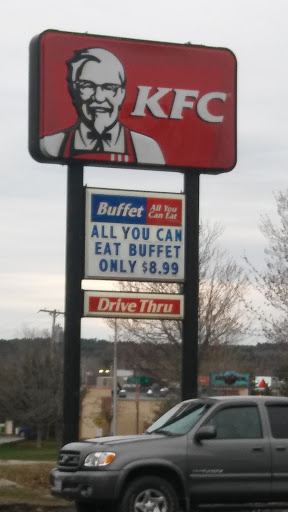 KFC
Buffet All You
Can Eat
ALL YOU CAN
EAT BUFFET
ONLY $8.99
Drive Thru